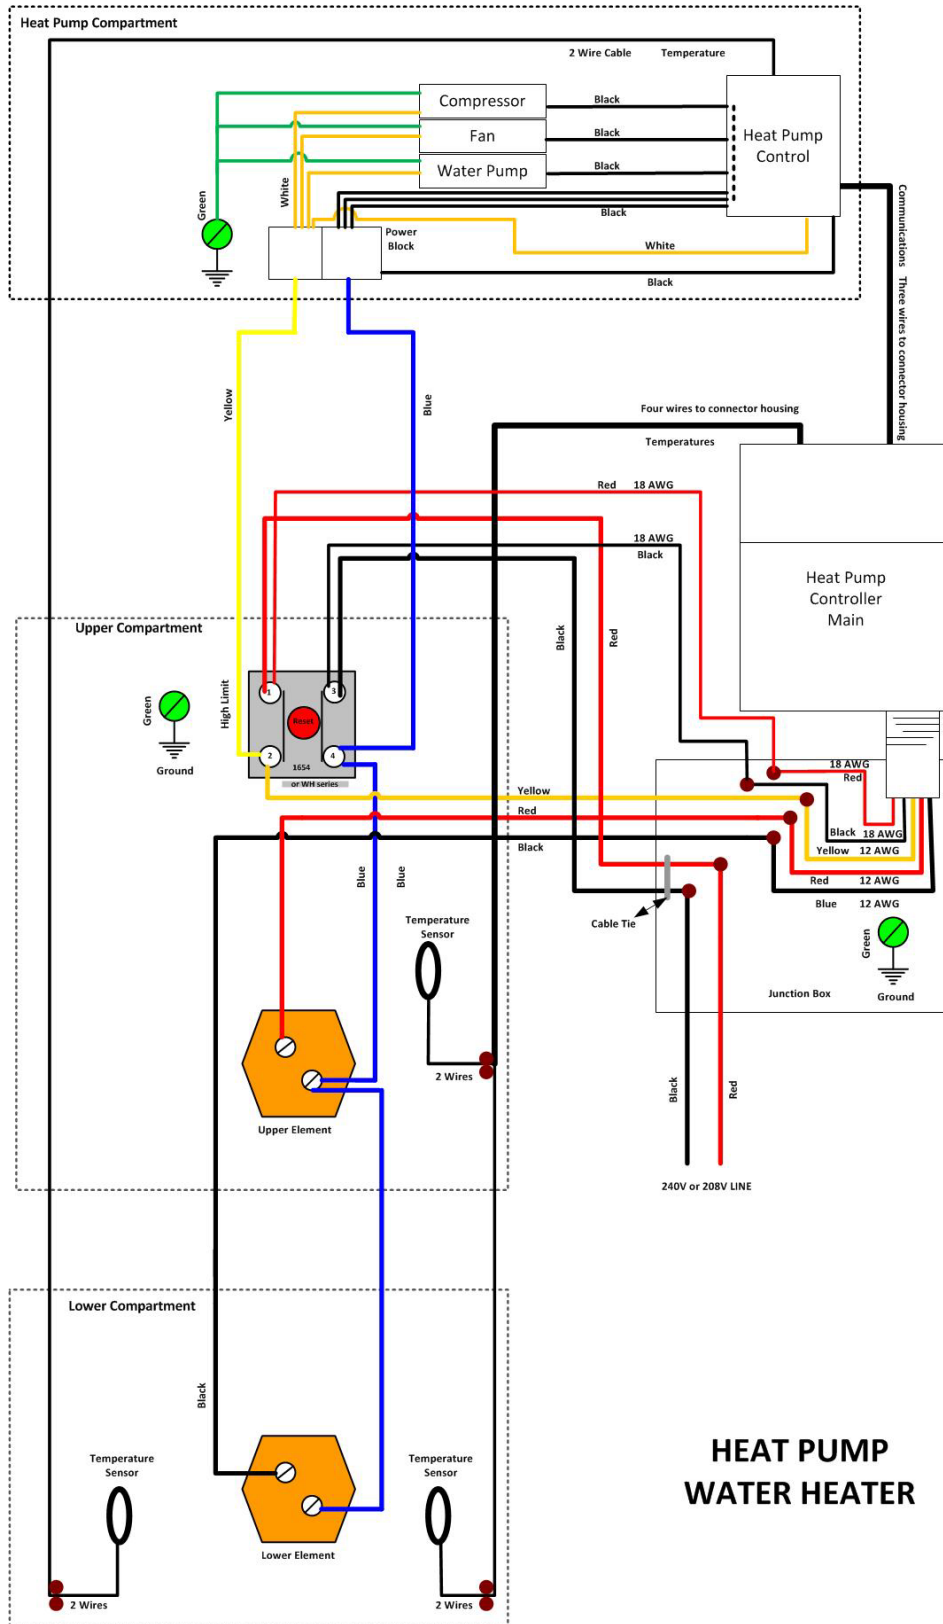 Heat Pump Compartment
2 Wire Cable Temperature
Compressor
Black
Heat Pump
Control
Fan
Black
Water Pump
Black
White
Green
Black
Power
Block
White
Black
Communications Three wires to connector housing
Yellow
Blue
Four wires to connector housing
Temperatures
Red 18 AWG
18 AWG
Black
Heat Pump
Controller
Main
Upper Compartment
Black
Red
High Limit
Green
Ground
1
3
Reset
2
4
1654
or WH series
18 AWG
Red
Yellow
Red
Black
Black 18 AWG
Yellow 12 AWG
Red 12 AWG
Blue 12 AWG
Blue
Blue
Cable Tie
Green
Temperature
Sensor
Junction Box
Ground
2 Wires
Black
Red
Upper Element
240V or 208V LINE
Lower Compartment
Black
Temperature
Sensor
Temperature
Sensor
Lower Element
2 Wires
2 Wires
HEAT PUMP
WATER HEATER